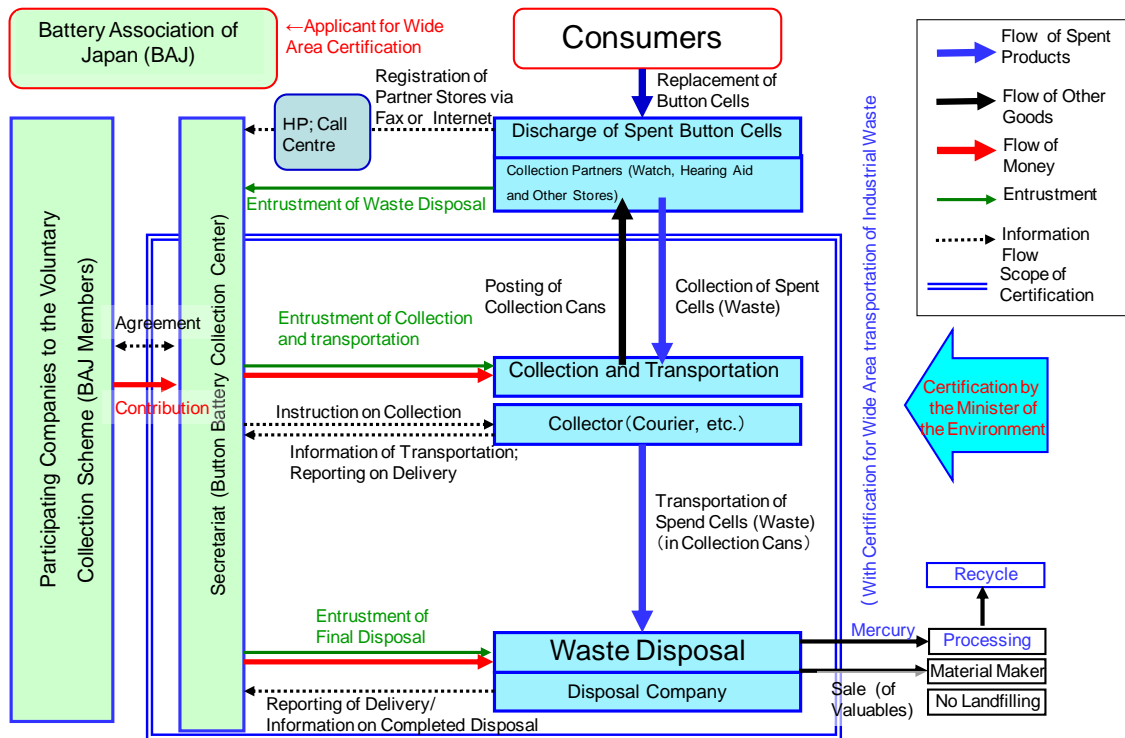 Battery Association of
Japan (BAJ)
←Applicant for Wide
Area Certification
Consumers
Flow of Spent
Products
Flow of Other
Goods
Flow of
Money
Entrustment
Information
Flow
Scope of
Certification
Registration of
Partner Stores via
Fax or Internet
Replacement of
Button Cells
HP; Call
Centre
Discharge of Spent Button Cells
Collection Partners (Watch, Hearing Aid
and Other Stores)
Entrustment of Waste Disposal
Participating Companies to the Voluntary
Collection Scheme (BAJ Members)
Secretariat (Button Battery Collection Center)
Posting of
Collection Cans
Collection of Spent
Cells (Waste)
Agreement
Contribution
Entrustment of Collection
and transportation
Collection and Transportation
Collector(Courier, etc.)
Instruction on Collection
Information of Transportation;
Reporting on Delivery
Transportation of
Spend Cells (Waste)
(in Collection Cans)
(With Certification for Wide Area transportation of Industrial Waste
Certification by
the Minister of
the Environment
Entrustment of
Final Disposal
Waste Disposal
Disposal Company
Reporting of Delivery/
Information on Completed Disposal
Recycle
Mercury
Processing
Material Maker
Sale (of
Valuables)
No Landfilling